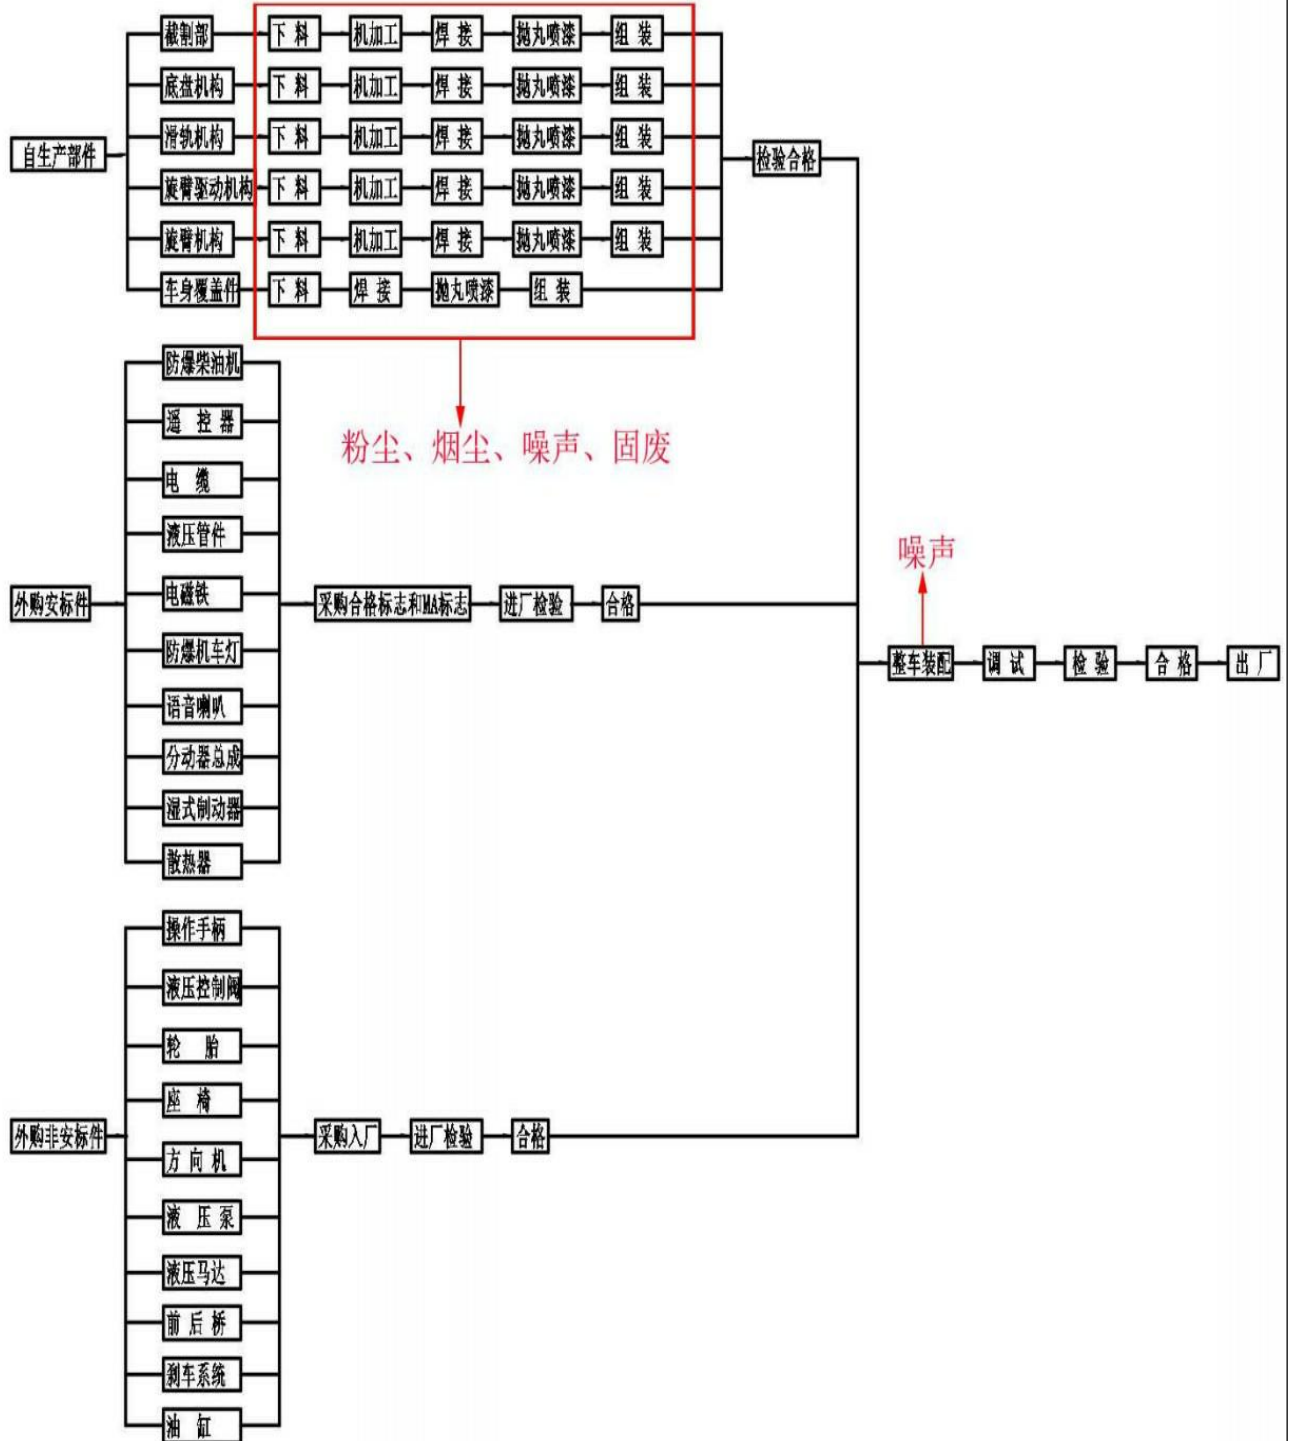 截割部 下料 机加工 焊接 抛丸喷漆 组装
底盘机构 下料 机加工 焊接 抛丸喷漆 组装
滑轨机构 下料 机加工 焊接 抛丸喷漆 组装
自生产部件
检验合格
旋臂驱动机构 下料 机加工 焊接 抛丸喷漆 组装
旋臂机构 下料 机加工 焊接 抛丸喷漆 组装
车身覆盖件 下料 焊接 抛丸喷漆 组装
粉尘、烟尘、噪声、固废
防爆柴油机
遥控器
电缆
液压管件
电磁铁
外购安标件
采购合格标志和MA标志 进厂检验 合格
防爆机车灯
语音喇叭
分动器总成
湿式制动器
散热器
噪声
整车装配 调试 检验 合格 出厂
操作手柄
液压控制阀
轮胎
座椅
外购非安标件
采购入厂 进厂检验 合格
方向机
液压泵
液压马达
前后桥
刹车系统
油缸